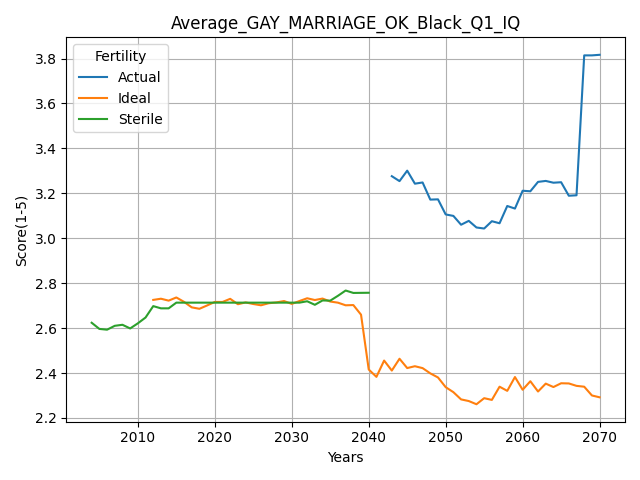 Average_GAY_MARRIAGE_OK_Black_Q1_IQ
Fertility
Actual
Ideal
Sterile
Score(1-5)
3.8
3.6
3.4
3.2
3.0
2.8
2.6
2.4
2.2
2010
2020
2030
2040
2050
2060
2070
Years